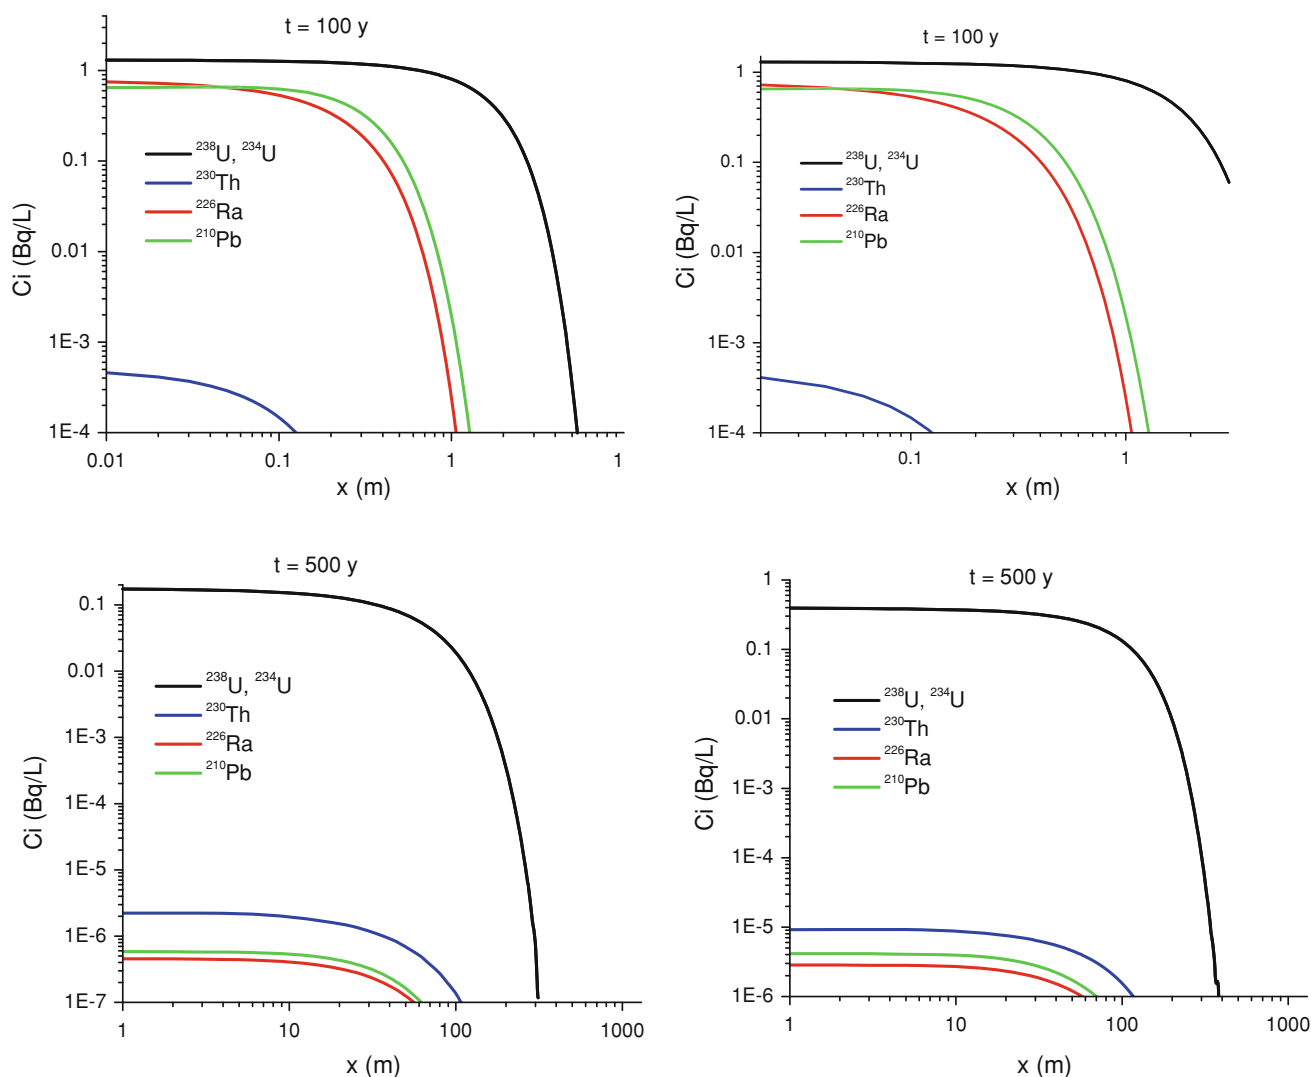 t = 100 y
1
0.1
0.01
1E-3
1E-4
Ci (Bq/L)
²³⁸U, ²³⁴U
²³⁰Th
²²⁶Ra
²¹⁰Pb
0.01 0.1 1 1
x (m)
t = 100 y
1
0.1
0.01
1E-3
1E-4
Ci (Bq/L)
²³⁸U, ²³⁴U
²³⁰Th
²²⁶Ra
²¹⁰Pb
0.1 1
x (m)
t = 500 y
0.1
0.01
1E-3
1E-4
1E-5
1E-6
1E-7
Ci (Bq/L)
²³⁸U, ²³⁴U
²³⁰Th
²²⁶Ra
²¹⁰Pb
1 10 100 1000
x (m)
t = 500 y
1
0.1
0.01
1E-3
1E-4
1E-5
1E-6
Ci (Bq/L)
²³⁸U, ²³⁴U
²³⁰Th
²²⁶Ra
²¹⁰Pb
1 10 100 1000
x (m)